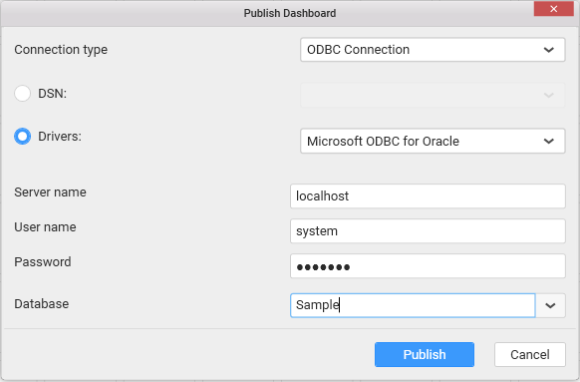 Publish Dashboard
Connection type ODBC Connection
DSN:
Drivers: Microsoft ODBC for Oracle
Server name localhost
User name system
Password •••••••
Database Sample
Publish Cancel